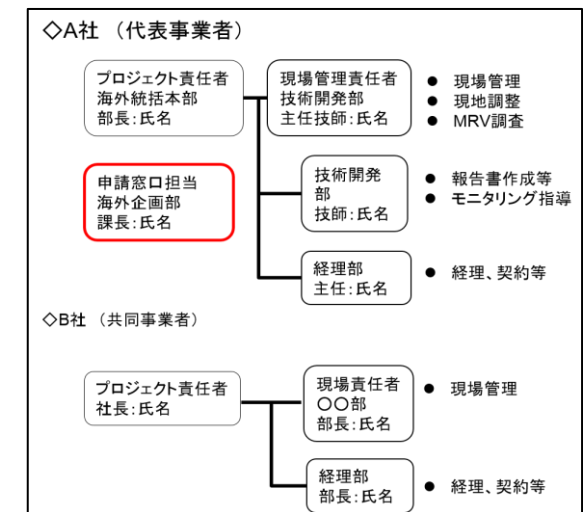 ◇A社 （代表事業者）
プロジェクト責任者
海外統括本部
部長：氏名
現場管理責任者
技術開発部
主任技師：氏名
● 現場管理
● 現地調整
● MRV調査
申請窓口担当
海外企画部
課長：氏名
技術開発
部
技師：氏名
● 報告書作成等
● モニタリング指導
経理部
主任：氏名
● 経理、契約等
◇B社 （共同事業者）
プロジェクト責任者
社長：氏名
現場責任者
〇〇部
部長：氏名
● 現場管理
経理部
部長：氏名
● 経理、契約等